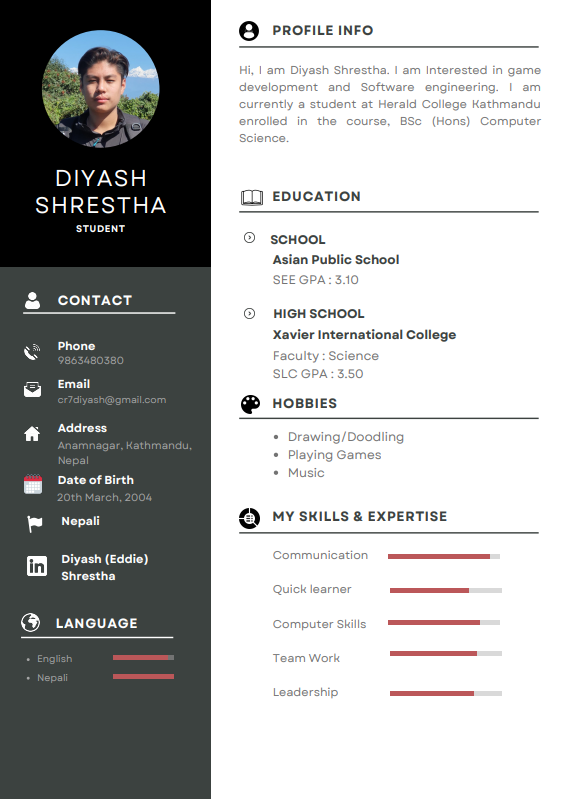 DIYASH
SHRESTHA
STUDENT
CONTACT
Phone
9863480380
Email
cr7diyash@gmail.com
Address
Anamnagar, Kathmandu,
Nepal
Date of Birth
20th March, 2004
Nepali
in
Diyash (Eddie)
Shrestha
LANGUAGE
• English
• Nepali
PROFILE INFO
Hi, I am Diyash Shrestha. I am Interested in game
development and Software engineering. I am
currently a student at Herald College Kathmandu
enrolled in the course, BSc (Hons) Computer
Science.
EDUCATION
SCHOOL
Asian Public School
SEE GPA : 3.10
HIGH SCHOOL
Xavier International College
Faculty : Science
SLC GPA : 3.50
HOBBIES
• Drawing/Doodling
• Playing Games
• Music
MY SKILLS & EXPERTISE
Communication
Quick learner
Computer Skills
Team Work
Leadership